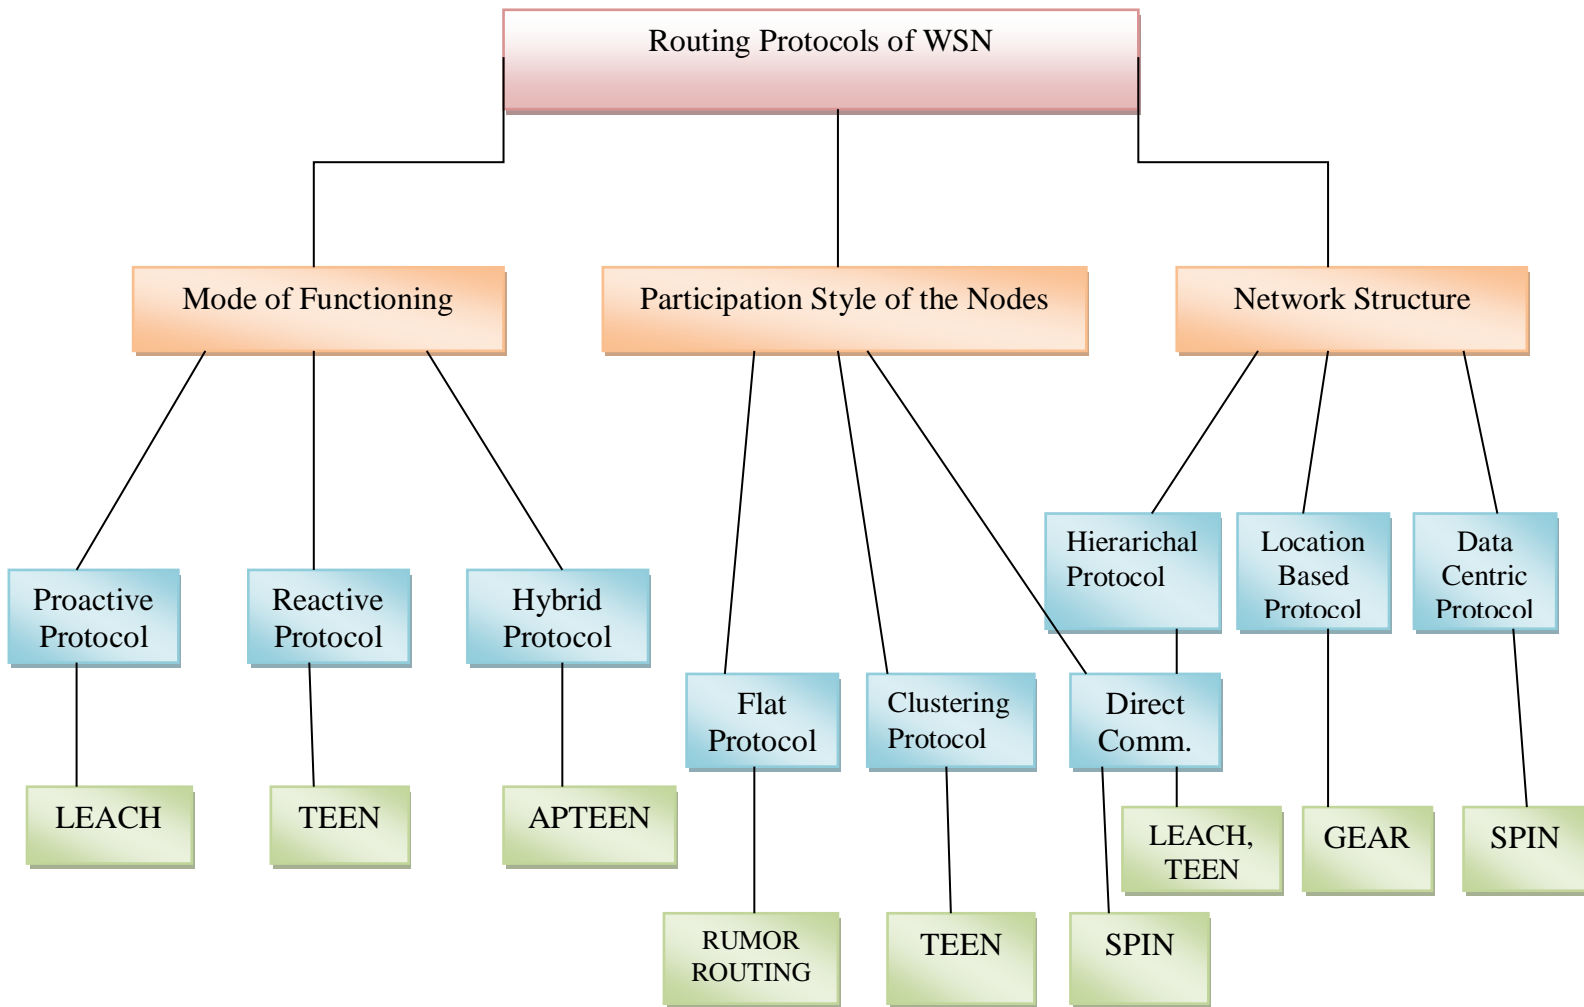 Routing Protocols of WSN
Mode of Functioning
Participation Style of the Nodes
Network Structure
Hierarichal
Protocol
Location
Based
Protocol
Data
Centric
Protocol
Proactive
Protocol
Reactive
Protocol
Hybrid
Protocol
Flat
Protocol
Clustering
Protocol
Direct
Comm.
LEACH
TEEN
APTEEN
LEACH,
TEEN
GEAR
SPIN
RUMOR
ROUTING
TEEN
SPIN